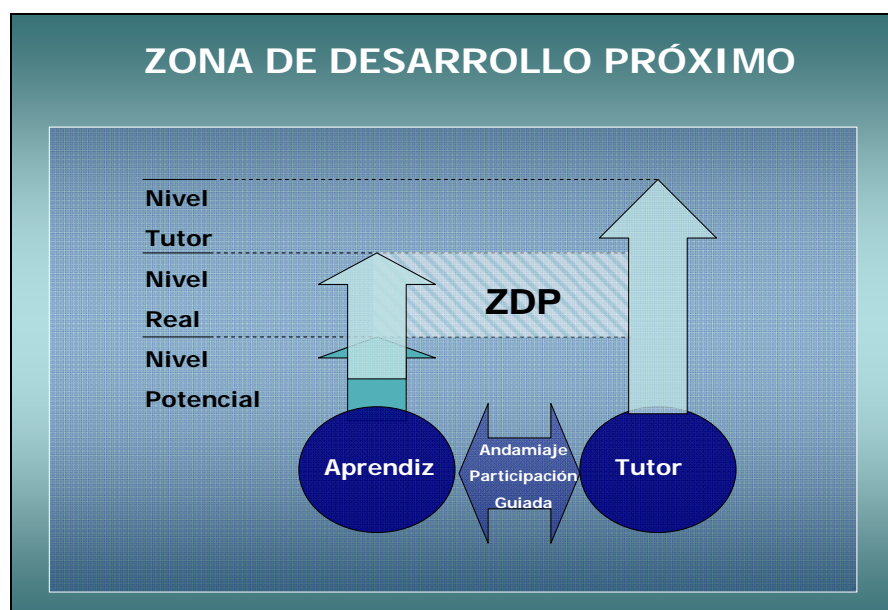 ZONA DE DESARROLLO PRÓXIMO
Nivel
Tutor
Nivel
Real
Nivel
Potencial
ZDP
Aprendiz
Andamiaje
Participación
Guiada
Tutor